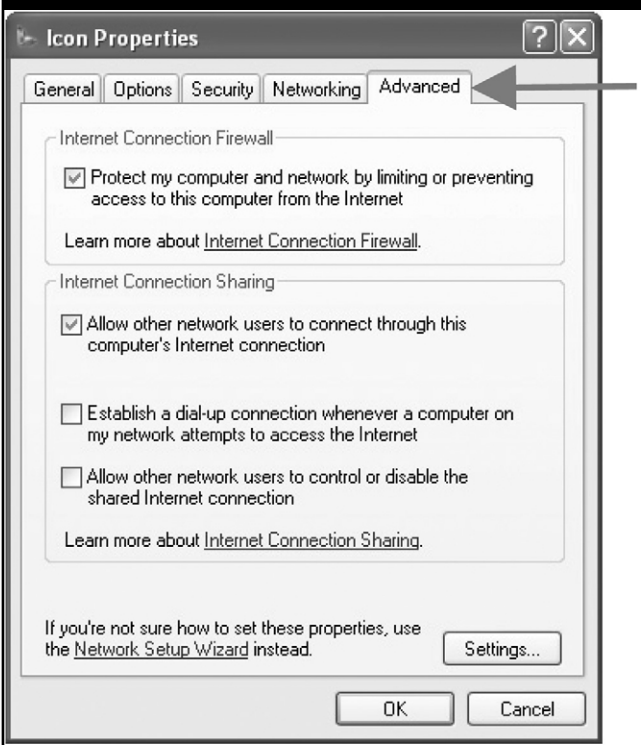 Icon Properties
General Options Security Networking Advanced
Internet Connection Firewall
Protect my computer and network by limiting or preventing
access to this computer from the Internet
Learn more about Internet Connection Firewall.
Internet Connection Sharing
Allow other network users to connect through this
computer's Internet connection
Establish a dial-up connection whenever a computer on
my network attempts to access the Internet
Allow other network users to control or disable the
shared Internet connection
Learn more about Internet Connection Sharing.
If you're not sure how to set these properties, use
the Network Setup Wizard instead.
Settings...
OK Cancel